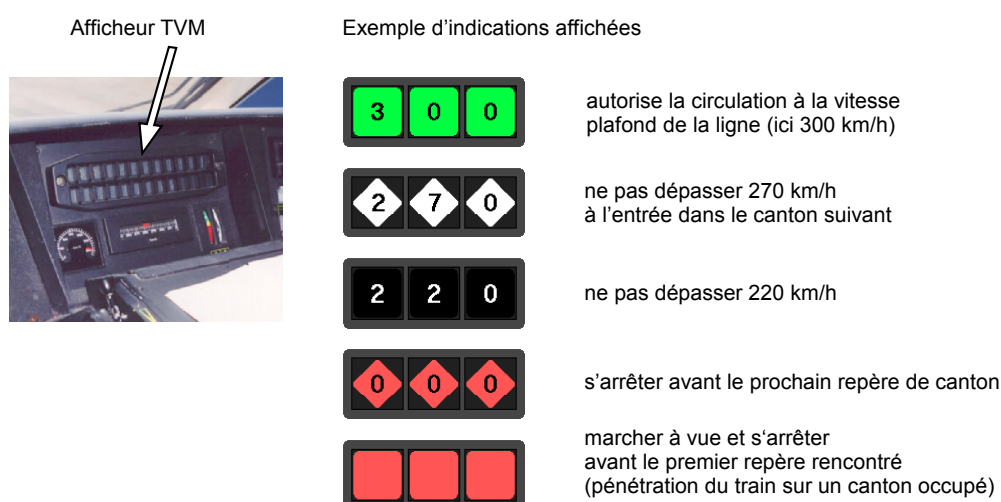 Afficheur TVM
Exemple d’indications affichées
3 0 0
autorise la circulation à la vitesse
plafond de la ligne (ici 300 km/h)
2 7 0
ne pas dépasser 270 km/h
à l’entrée dans le canton suivant
2 2 0
ne pas dépasser 220 km/h
0 0 0
s’arrêter avant le prochain repère de canton
marcher à vue et s‘arrêter
avant le premier repère rencontré
(pénétration du train sur un canton occupé)